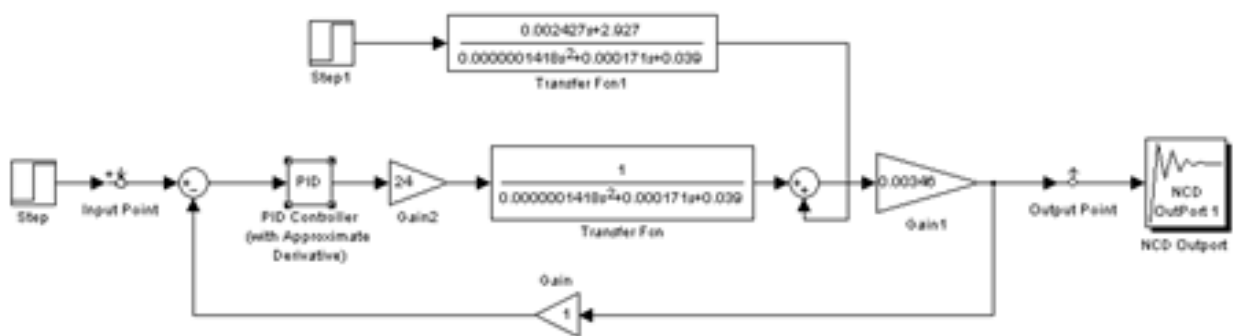 0.002427s+2.927
0.0000001418s²+0.000171s+0.039
Step1
Transfer Fcn1
PID
24
1
0.0000001418s²+0.000171s+0.039
0.00346
NCD
OutPort 1
Step
Input Point
PID Controller
(with Approximate
Derivative)
Gain2
Transfer Fcn
Gain1
Output Point
NCD Outport
Gain
1